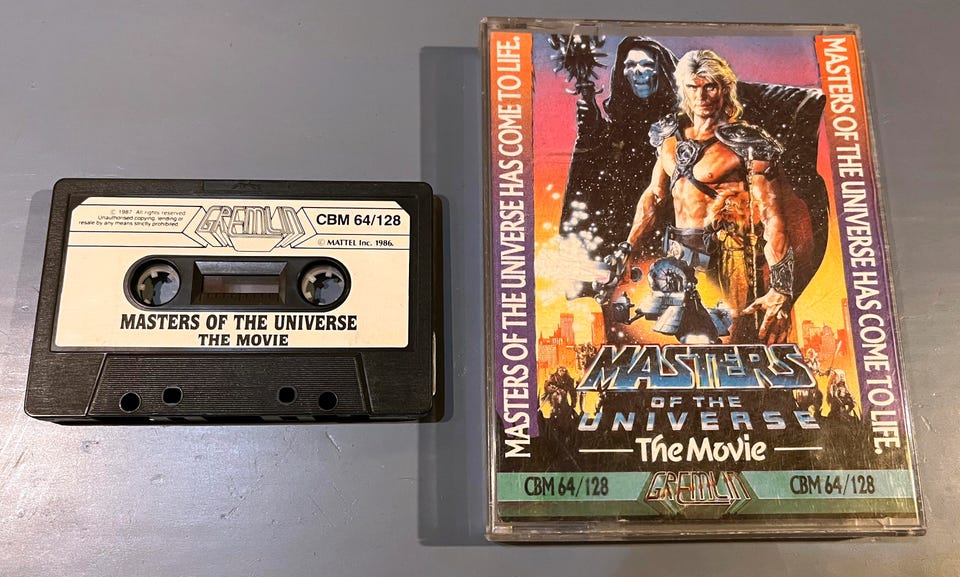 © 1987 All rights reserved
Unauthorised copying, lending or
resale by any means strictly prohibited
GREMLIN
CBM 64/128
© MATTEL Inc. 1986.
MASTERS OF THE UNIVERSE
THE MOVIE
MASTERS OF THE UNIVERSE HAS COME TO LIFE.
MASTERS OF THE UNIVERSE HAS COME TO LIFE.
MASTERS
OF THE
UNIVERSE
The Movie
CBM 64/128
GREMLIN
CBM 64/128